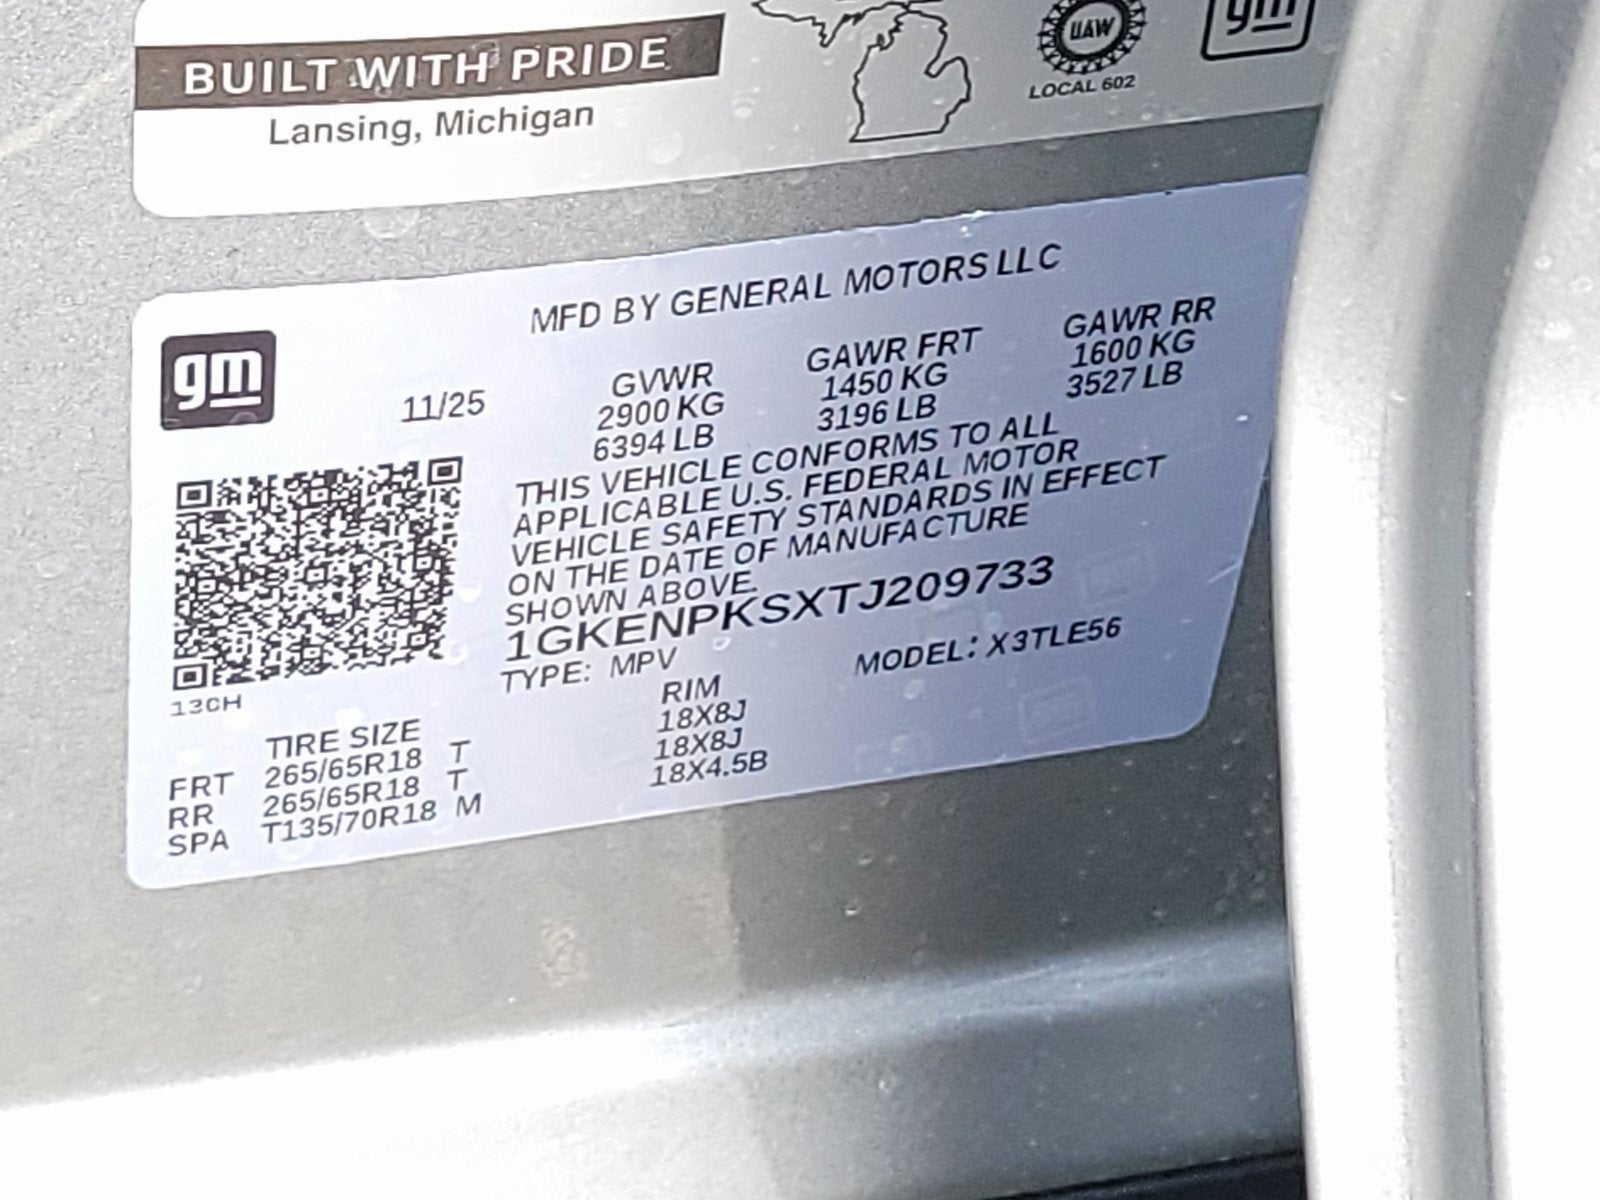 BUILT WITH PRIDE
Lansing, Michigan
UAW
LOCAL 602
gm
MFD BY GENERAL MOTORS LLC
gm
11/25
GVWR
2900 KG
6394 LB
GAWR FRT
1450 KG
3196 LB
GAWR RR
1600 KG
3527 LB
THIS VEHICLE CONFORMS TO ALL
APPLICABLE U.S. FEDERAL MOTOR
VEHICLE SAFETY STANDARDS IN EFFECT
ON THE DATE OF MANUFACTURE
SHOWN ABOVE.
1GKENPKSXTJ209733
TYPE: MPV
MODEL: X3TLE56
13CH
TIRE SIZE
RIM
FRT 265/65R18 T 18X8J
RR 265/65R18 T 18X8J
SPA T135/70R18 M 18X4.5B